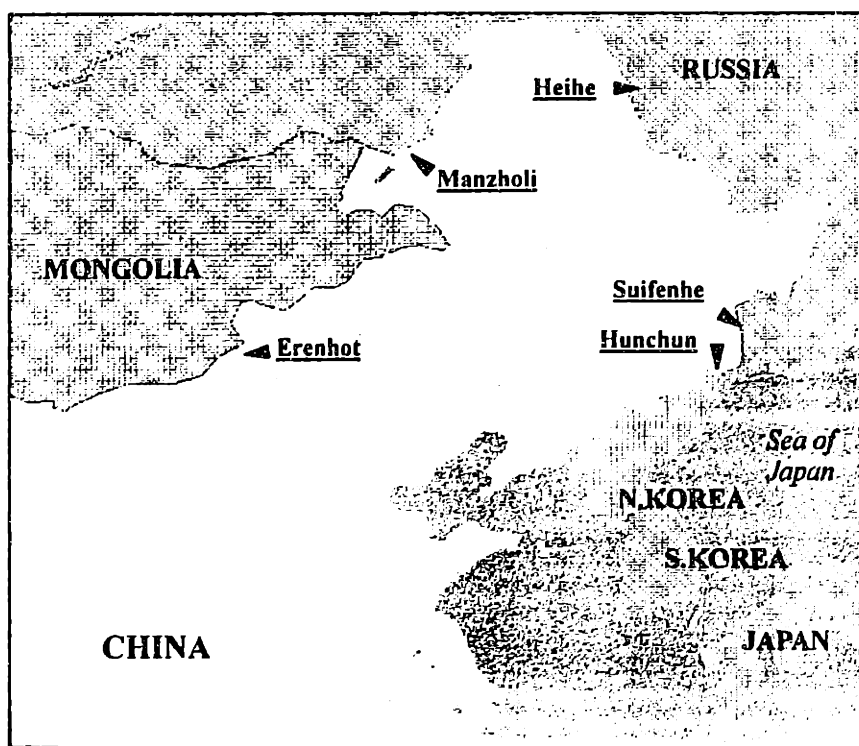 RUSSIA
Heihe
Manzholi
MONGOLIA
Suifenhe
Hunchun
Erenhot
Sea of
Japan
N.KOREA
S.KOREA
CHINA
JAPAN